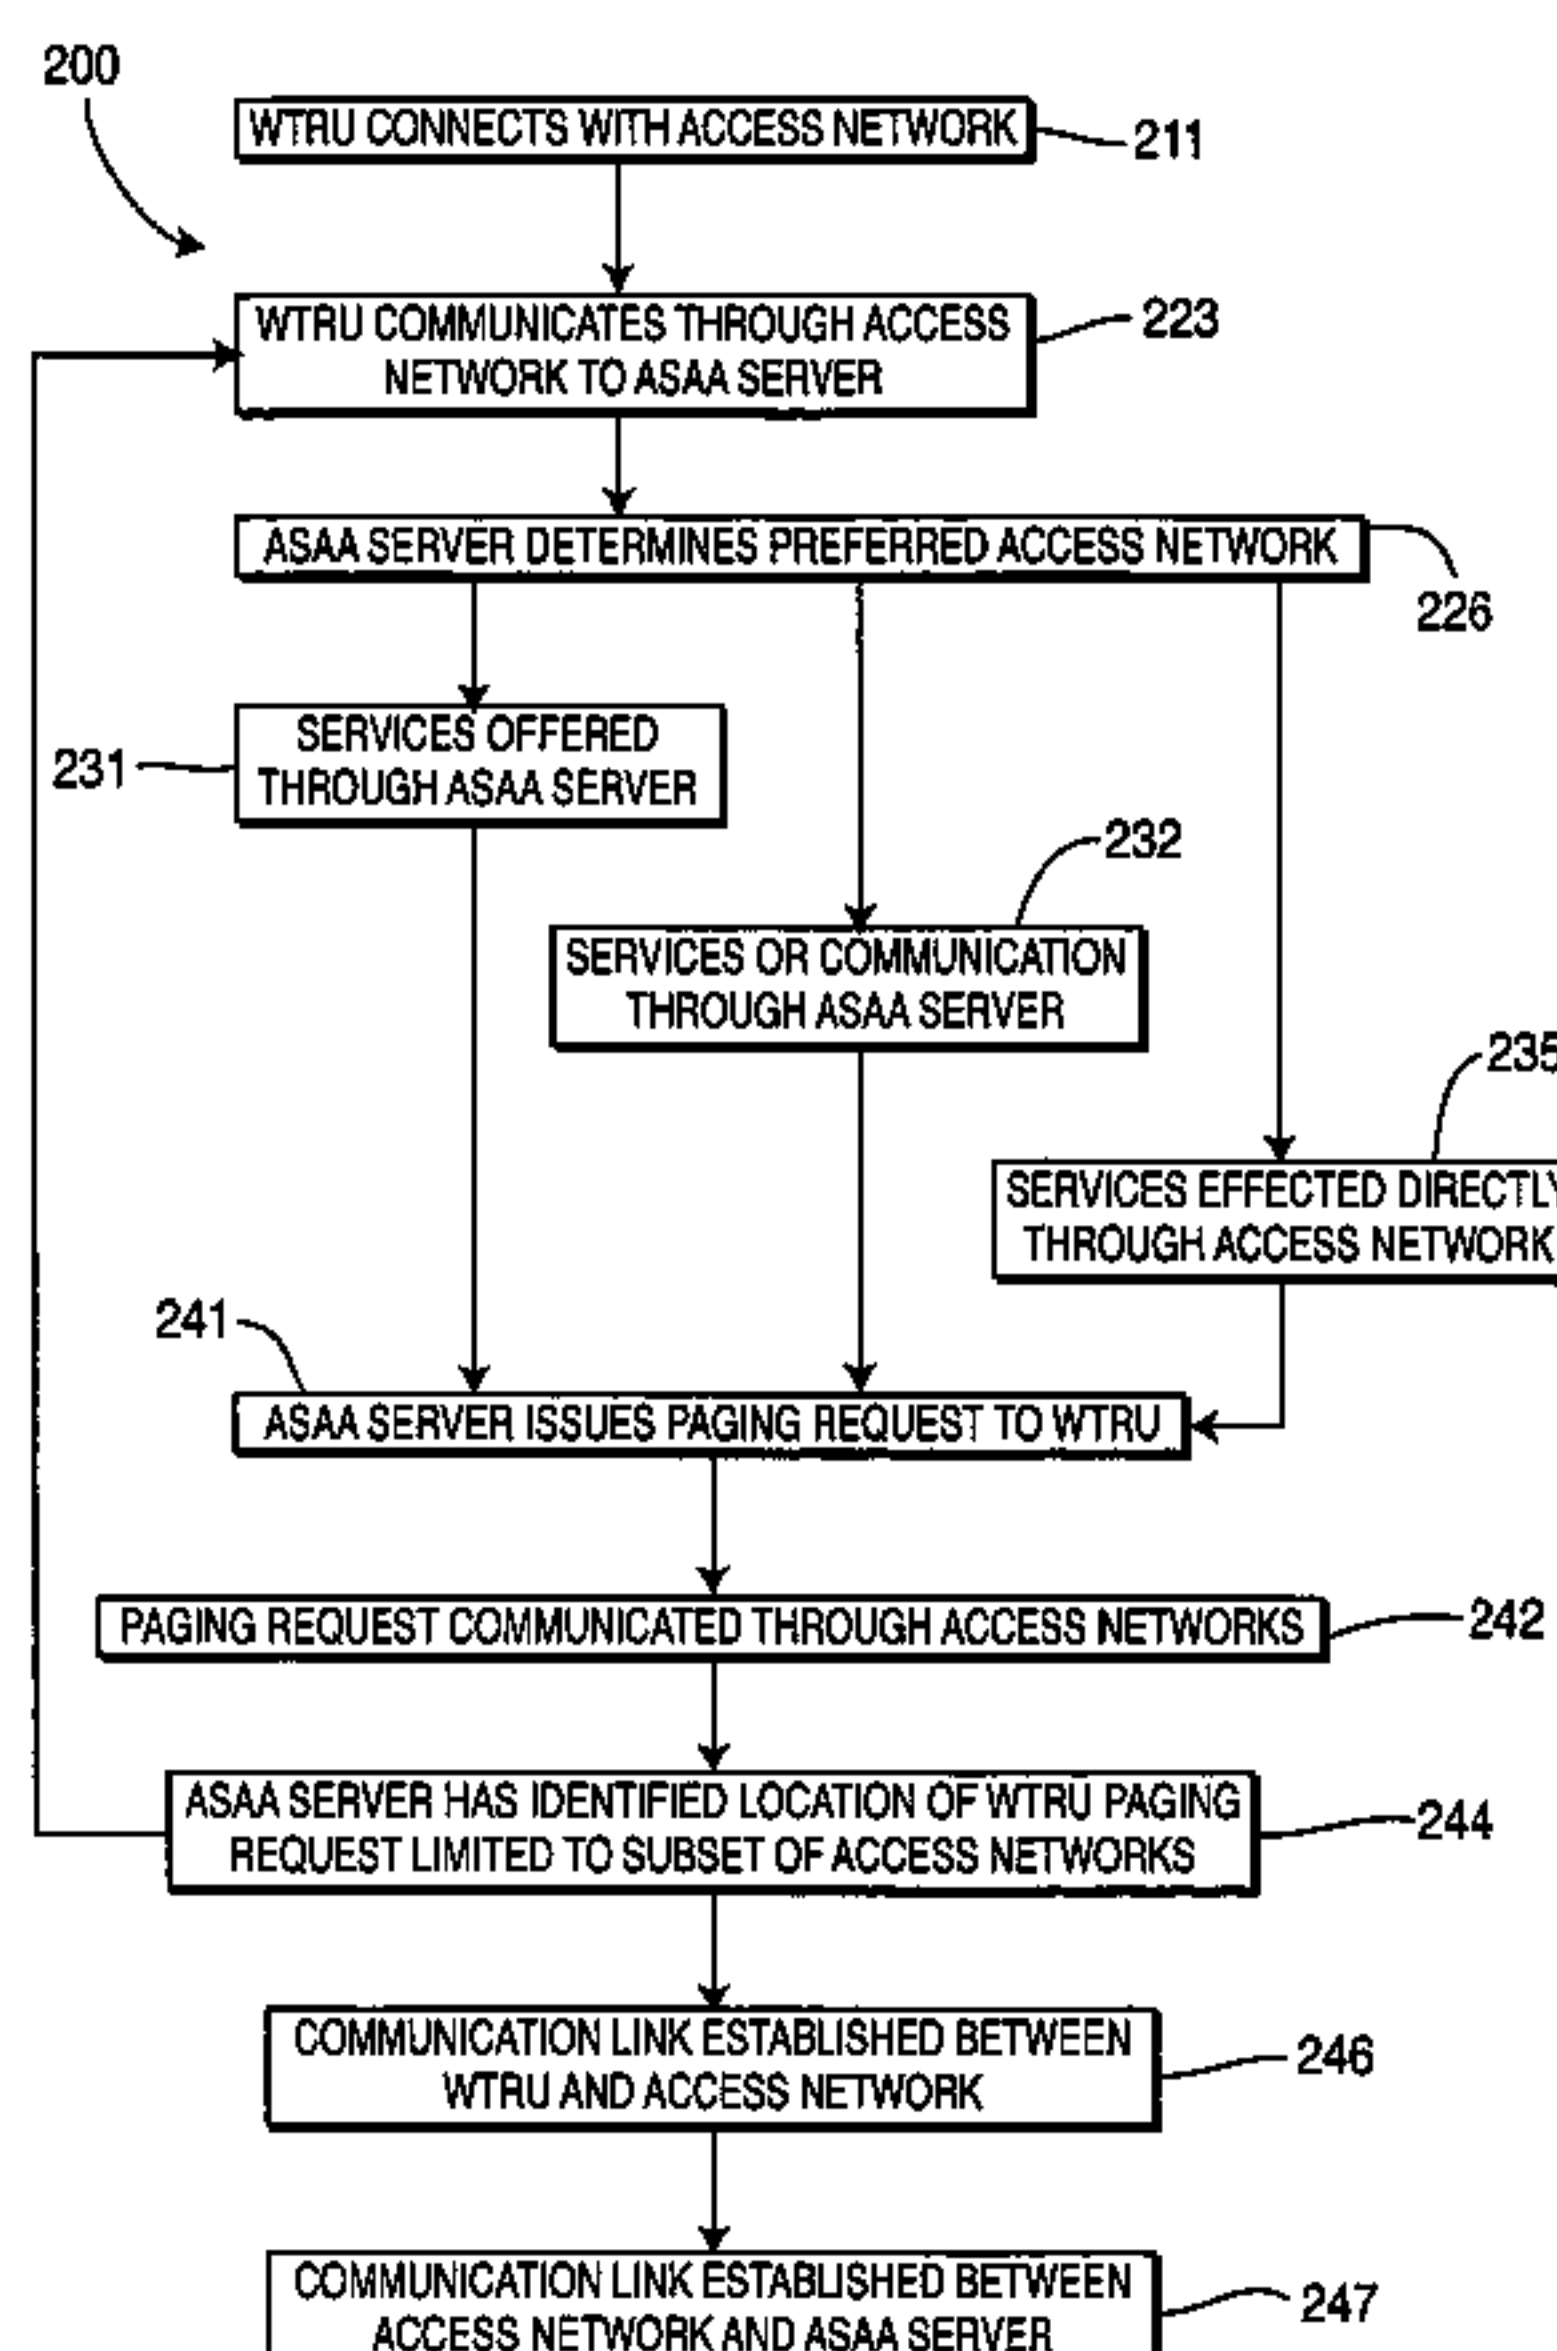 200
WTRU CONNECTS WITH ACCESS NETWORK
211
WTRU COMMUNICATES THROUGH ACCESS
NETWORK TO ASAA SERVER
223
ASAA SERVER DETERMINES PREFERRED ACCESS NETWORK
226
SERVICES OFFERED
THROUGH ASAA SERVER
231
232
SERVICES OR COMMUNICATION
THROUGH ASAA SERVER
235
SERVICES EFFECTED DIRECTLY
THROUGH ACCESS NETWORK
241
ASAA SERVER ISSUES PAGING REQUEST TO WTRU
PAGING REQUEST COMMUNICATED THROUGH ACCESS NETWORKS
242
ASAA SERVER HAS IDENTIFIED LOCATION OF WTRU PAGING
REQUEST LIMITED TO SUBSET OF ACCESS NETWORKS
244
COMMUNICATION LINK ESTABLISHED BETWEEN
WTRU AND ACCESS NETWORK
246
COMMUNICATION LINK ESTABLISHED BETWEEN
ACCESS NETWORK AND ASAA SERVER
247